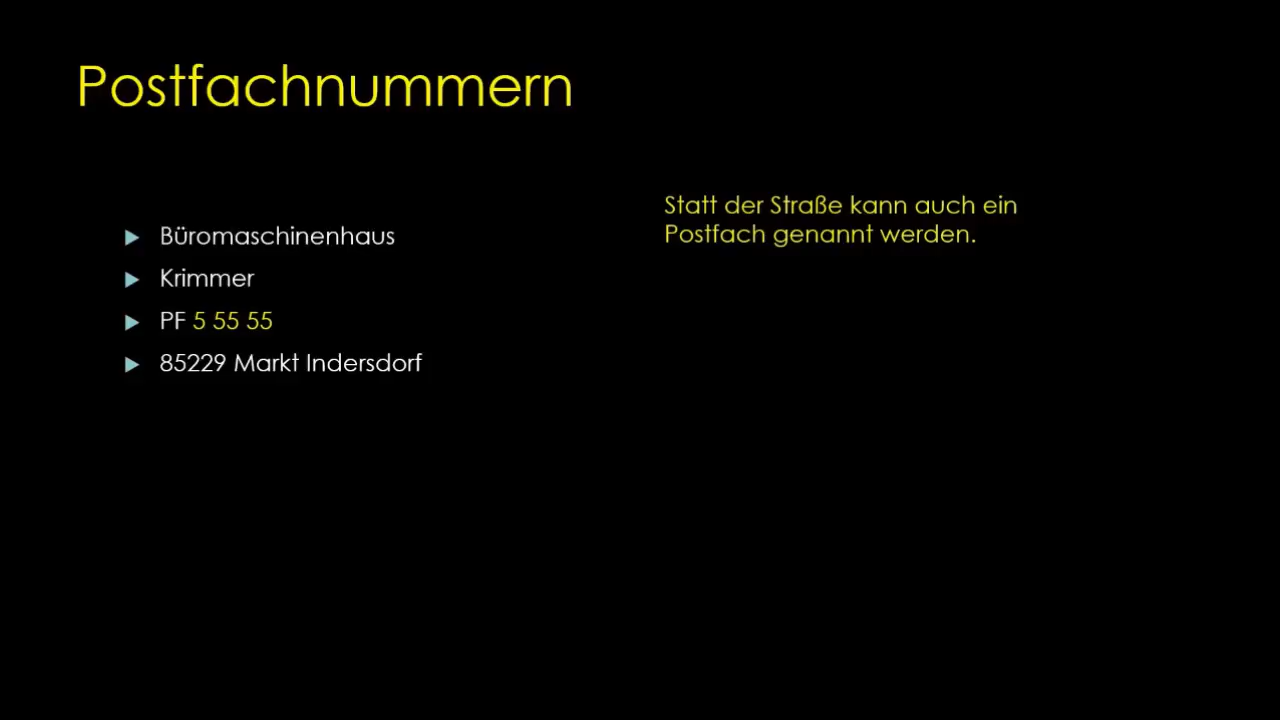 Postfachnummern
Büromaschinenhaus
Krimmer
PF 5 55 55
85229 Markt Indersdorf
Statt der Straße kann auch ein
Postfach genannt werden.